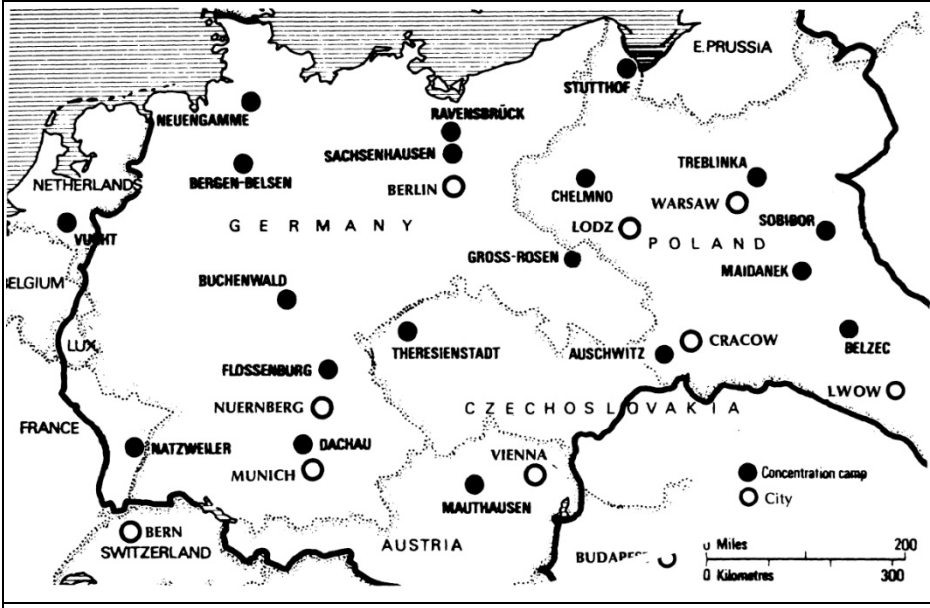 E. PRUSSIA
STUTTHOF
NEUENGAMME
RAVENSBRÜCK
SACHSENHAUSEN
BERGEN-BELSEN
BERLIN
NETHERLANDS
TREBLINKA
CHELMNO
WARSAW
VUGHT
GERMANY
LODZ
POLAND
SOBIBOR
GROSS-ROSEN
MAIDANEK
BUCHENWALD
BELGIUM
LUX
THERESIENSTADT
AUSCHWITZ
CRACOW
BELZEC
FLOSSENBURG
LWOW
NUERNBERG
CZECHOSLOVAKIA
FRANCE
NATZWEILER
DACHAU
MUNICH
VIENNA
Concentration camp
MAUTHAUSEN
City
BERN
SWITZERLAND
AUSTRIA
0 Miles 200
BUDAPES
0 Kilometres 300